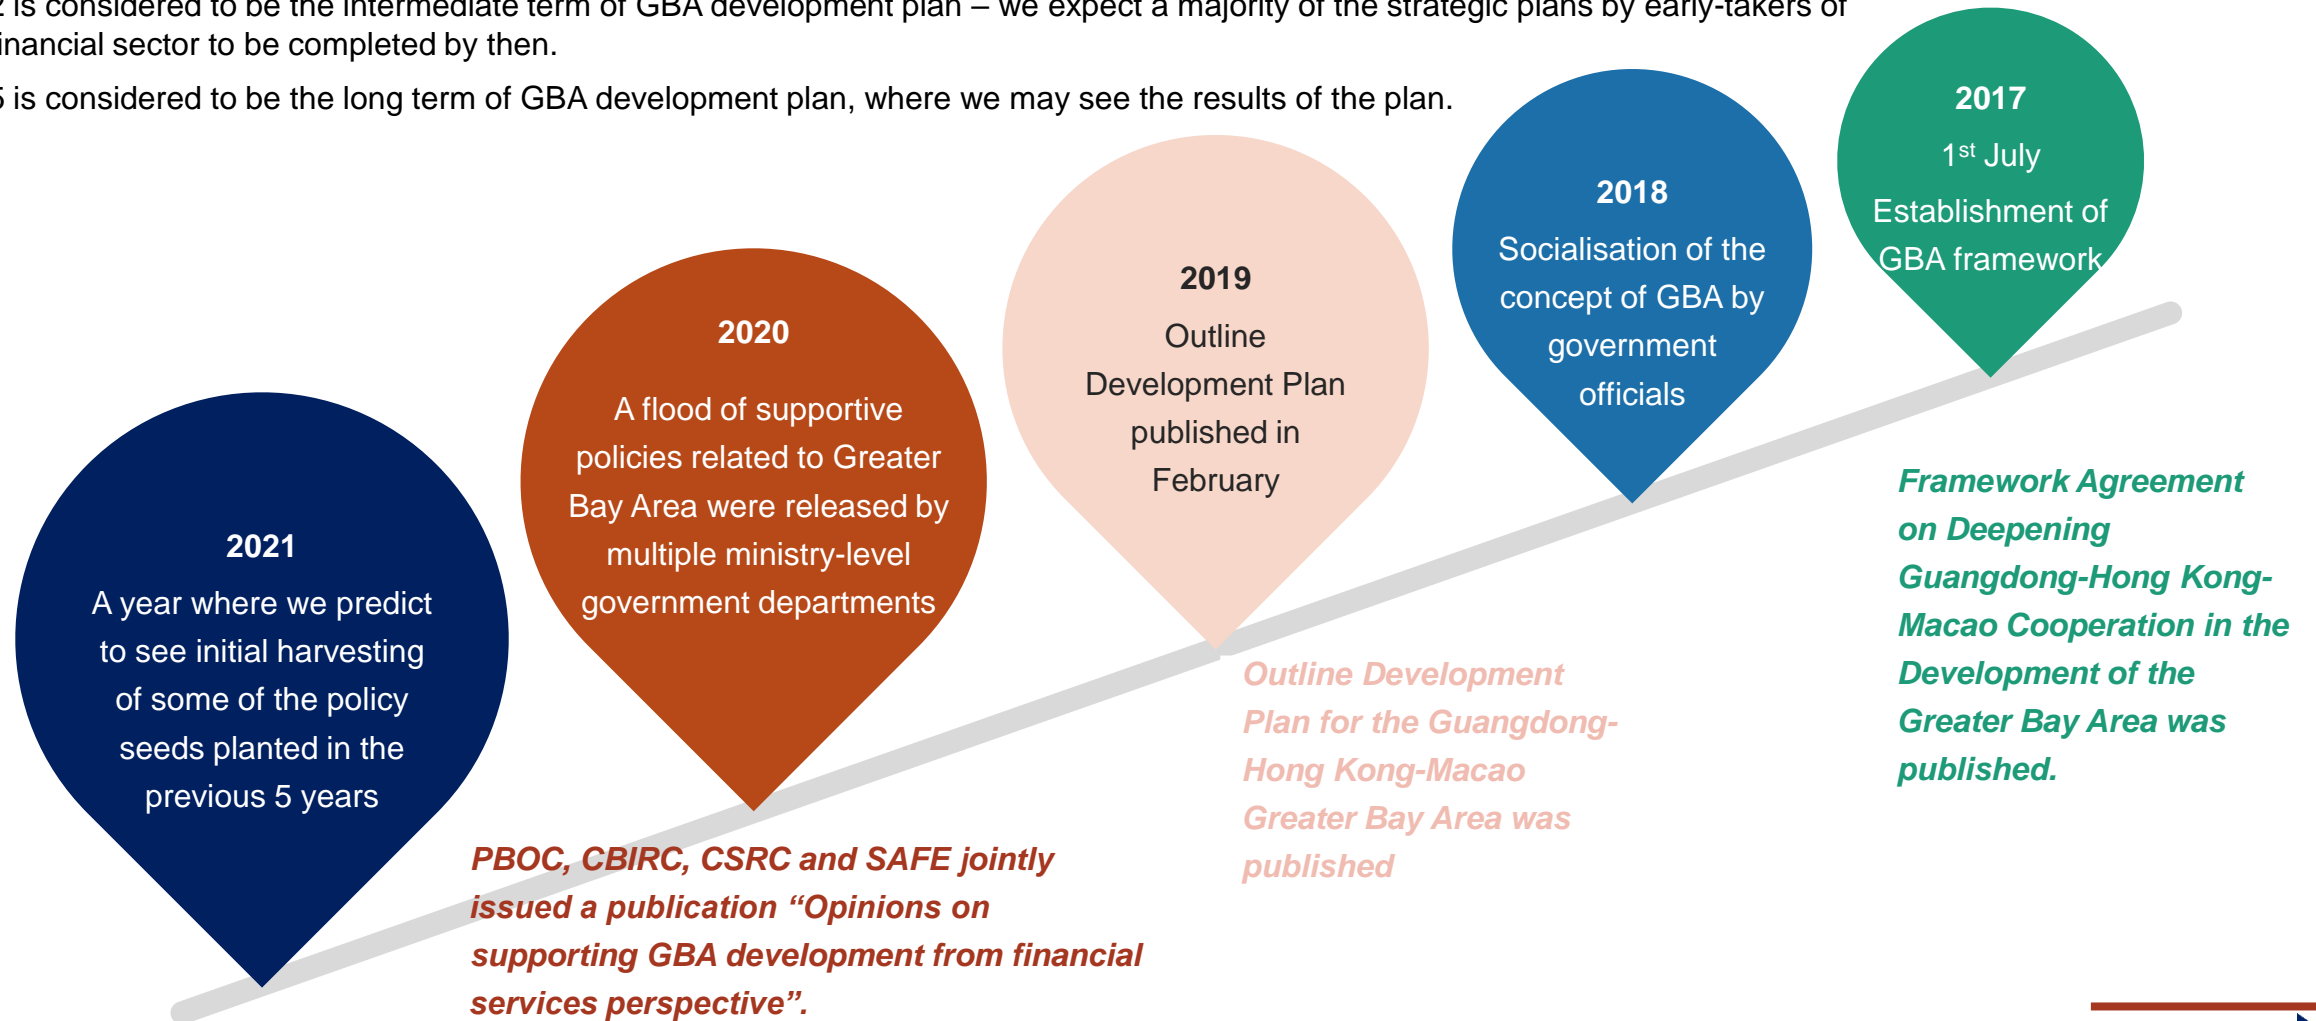 2 is considered to be the intermediate term of GBA development plan – we expect a majority of the strategic plans by early-takers of
financial sector to be completed by then.
5 is considered to be the long term of GBA development plan, where we may see the results of the plan.
2017
1st July
Establishment of
GBA framework
2018
Socialisation of the
concept of GBA by
government
officials
2019
Outline
Development Plan
published in
February
2020
A flood of supportive
policies related to Greater
Bay Area were released by
multiple ministry-level
government departments
2021
A year where we predict
to see initial harvesting
of some of the policy
seeds planted in the
previous 5 years
Framework Agreement
on Deepening
Guangdong-Hong Kong-
Macao Cooperation in the
Development of the
Greater Bay Area was
published.
Outline Development
Plan for the Guangdong-
Hong Kong-Macao
Greater Bay Area was
published
PBOC, CBIRC, CSRC and SAFE jointly
issued a publication “Opinions on
supporting GBA development from financial
services perspective”.